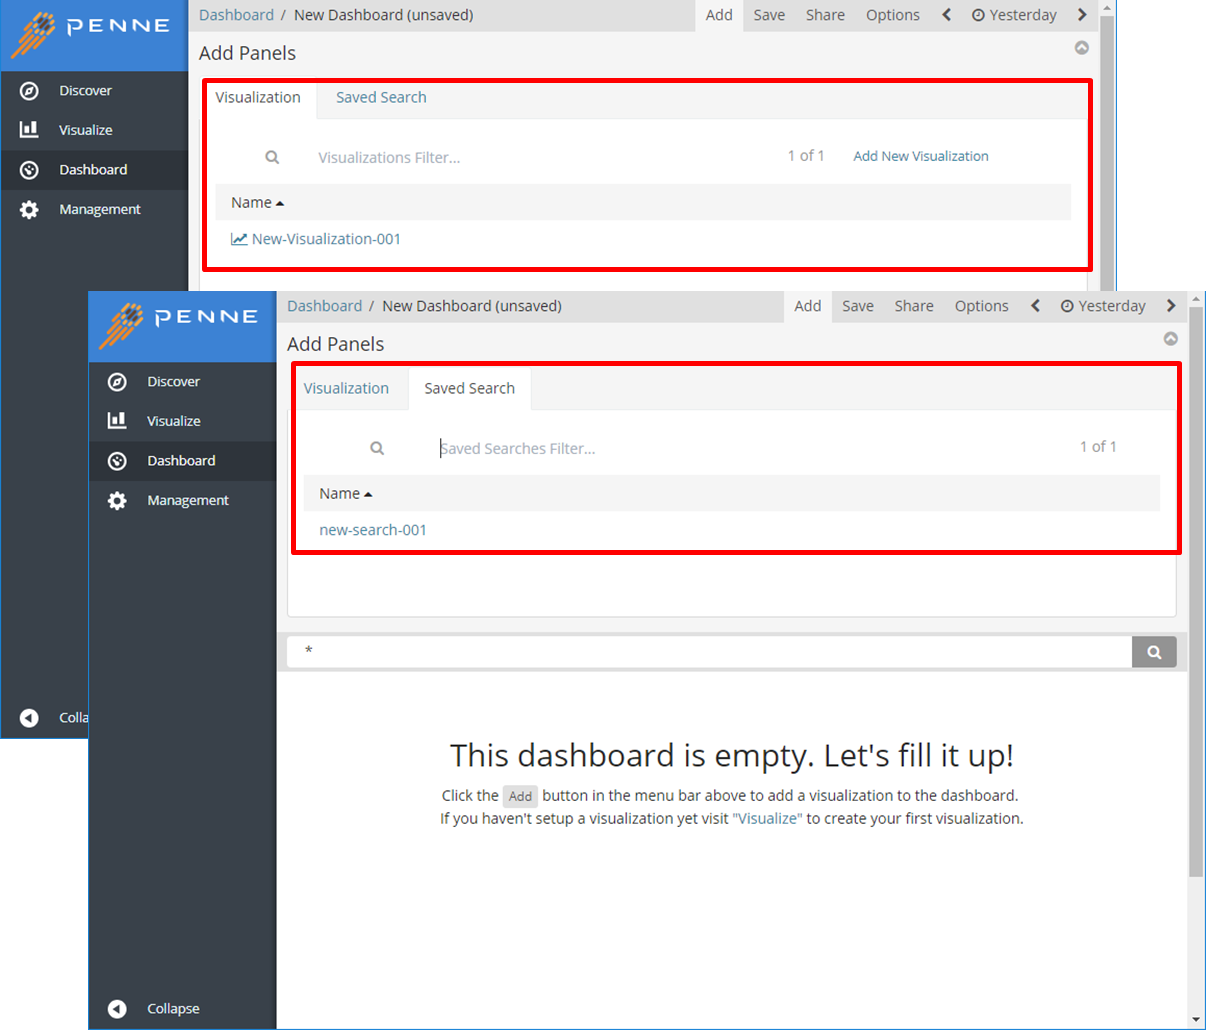 PENNE
Dashboard / New Dashboard (unsaved) Add Save Share Options Yesterday
Add Panels
Discover
Visualize
Dashboard
Management
Visualization Saved Search
Visualizations Filter... 1 of 1 Add New Visualization
Name
New-Visualization-001
Colla
PENNE
Dashboard / New Dashboard (unsaved) Add Save Share Options Yesterday
Add Panels
Discover
Visualize
Dashboard
Management
Visualization Saved Search
Saved Searches Filter... 1 of 1
Name
new-search-001
*
This dashboard is empty. Let's fill it up!
Click the Add button in the menu bar above to add a visualization to the dashboard.
If you haven't setup a visualization yet visit "Visualize" to create your first visualization.
Collapse